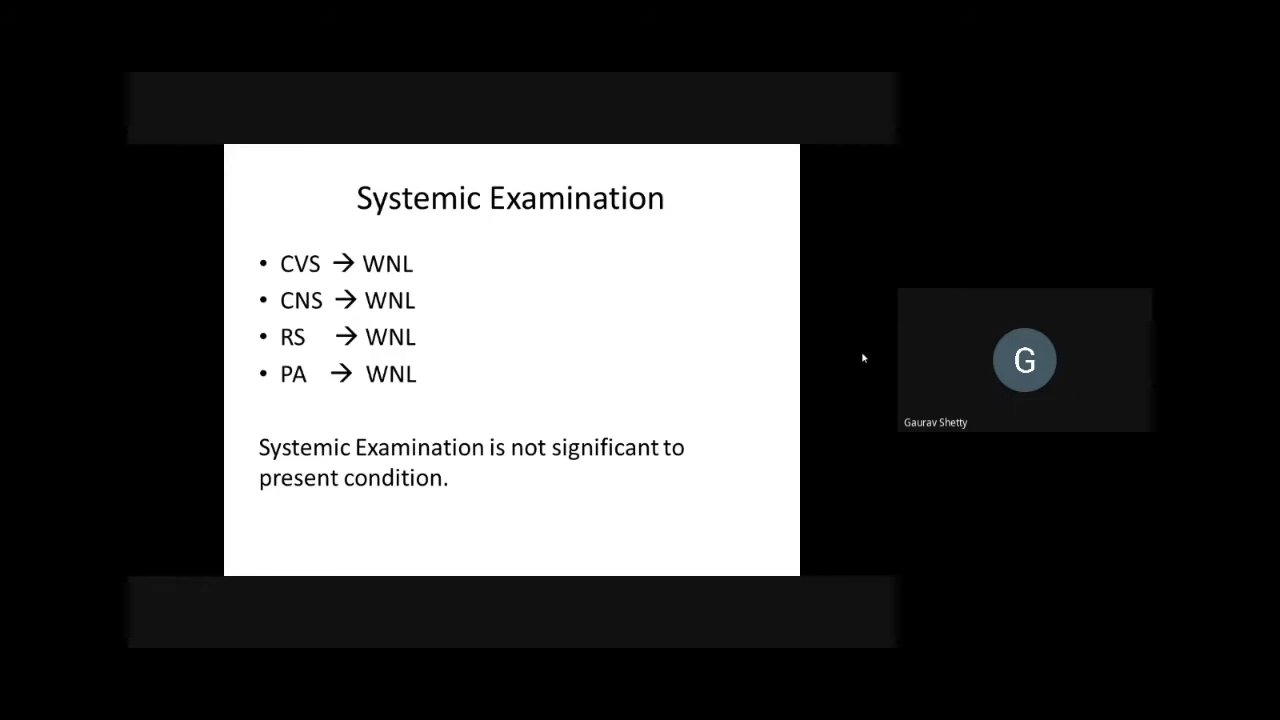 Systemic Examination
• CVS → WNL
• CNS → WNL
• RS → WNL
• PA → WNL
Systemic Examination is not significant to
present condition.
G
Gaurav Shetty